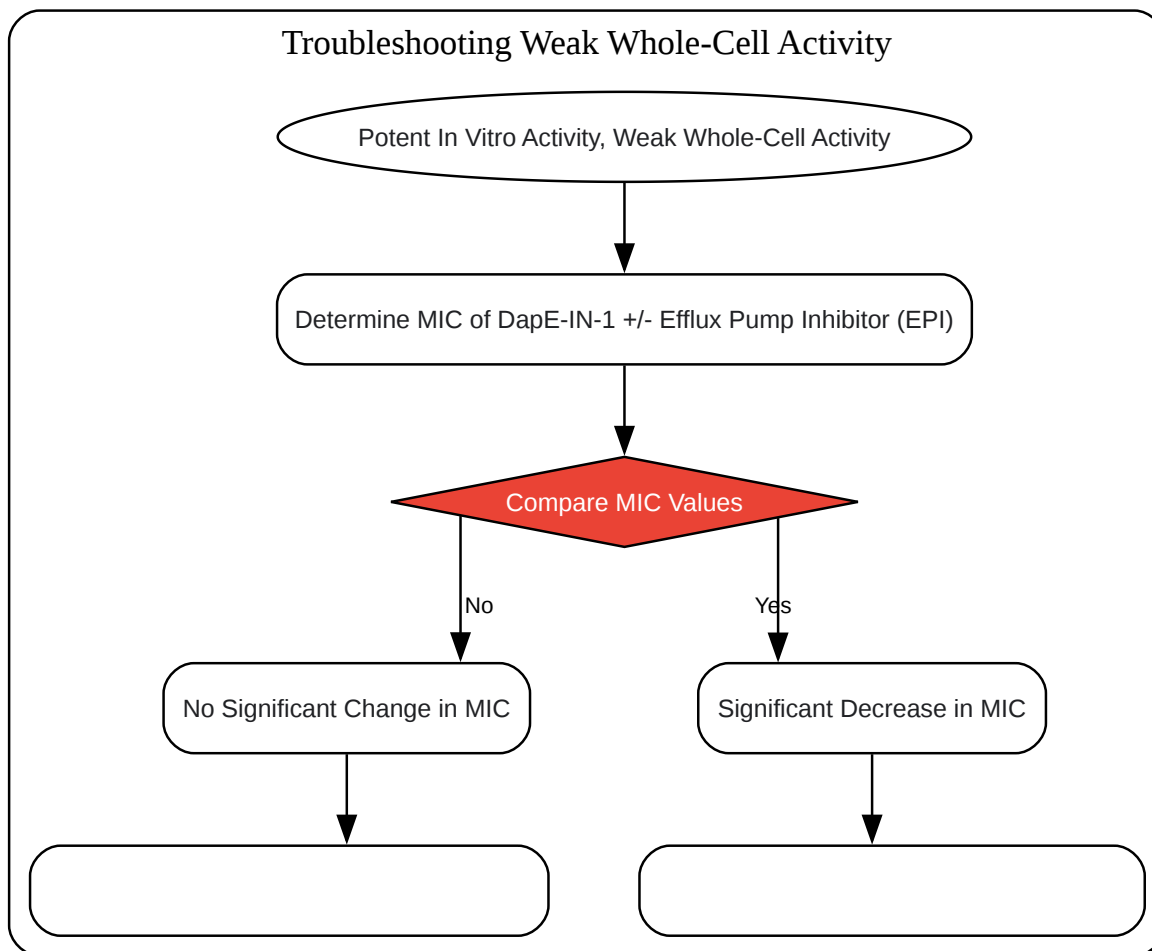 Troubleshooting Weak Whole-Cell Activity
Potent In Vitro Activity, Weak Whole-Cell Activity
Determine MIC of DapE-IN-1 +/- Efflux Pump Inhibitor (EPI)
Compare MIC Values
No
Yes
No Significant Change in MIC
Significant Decrease in MIC